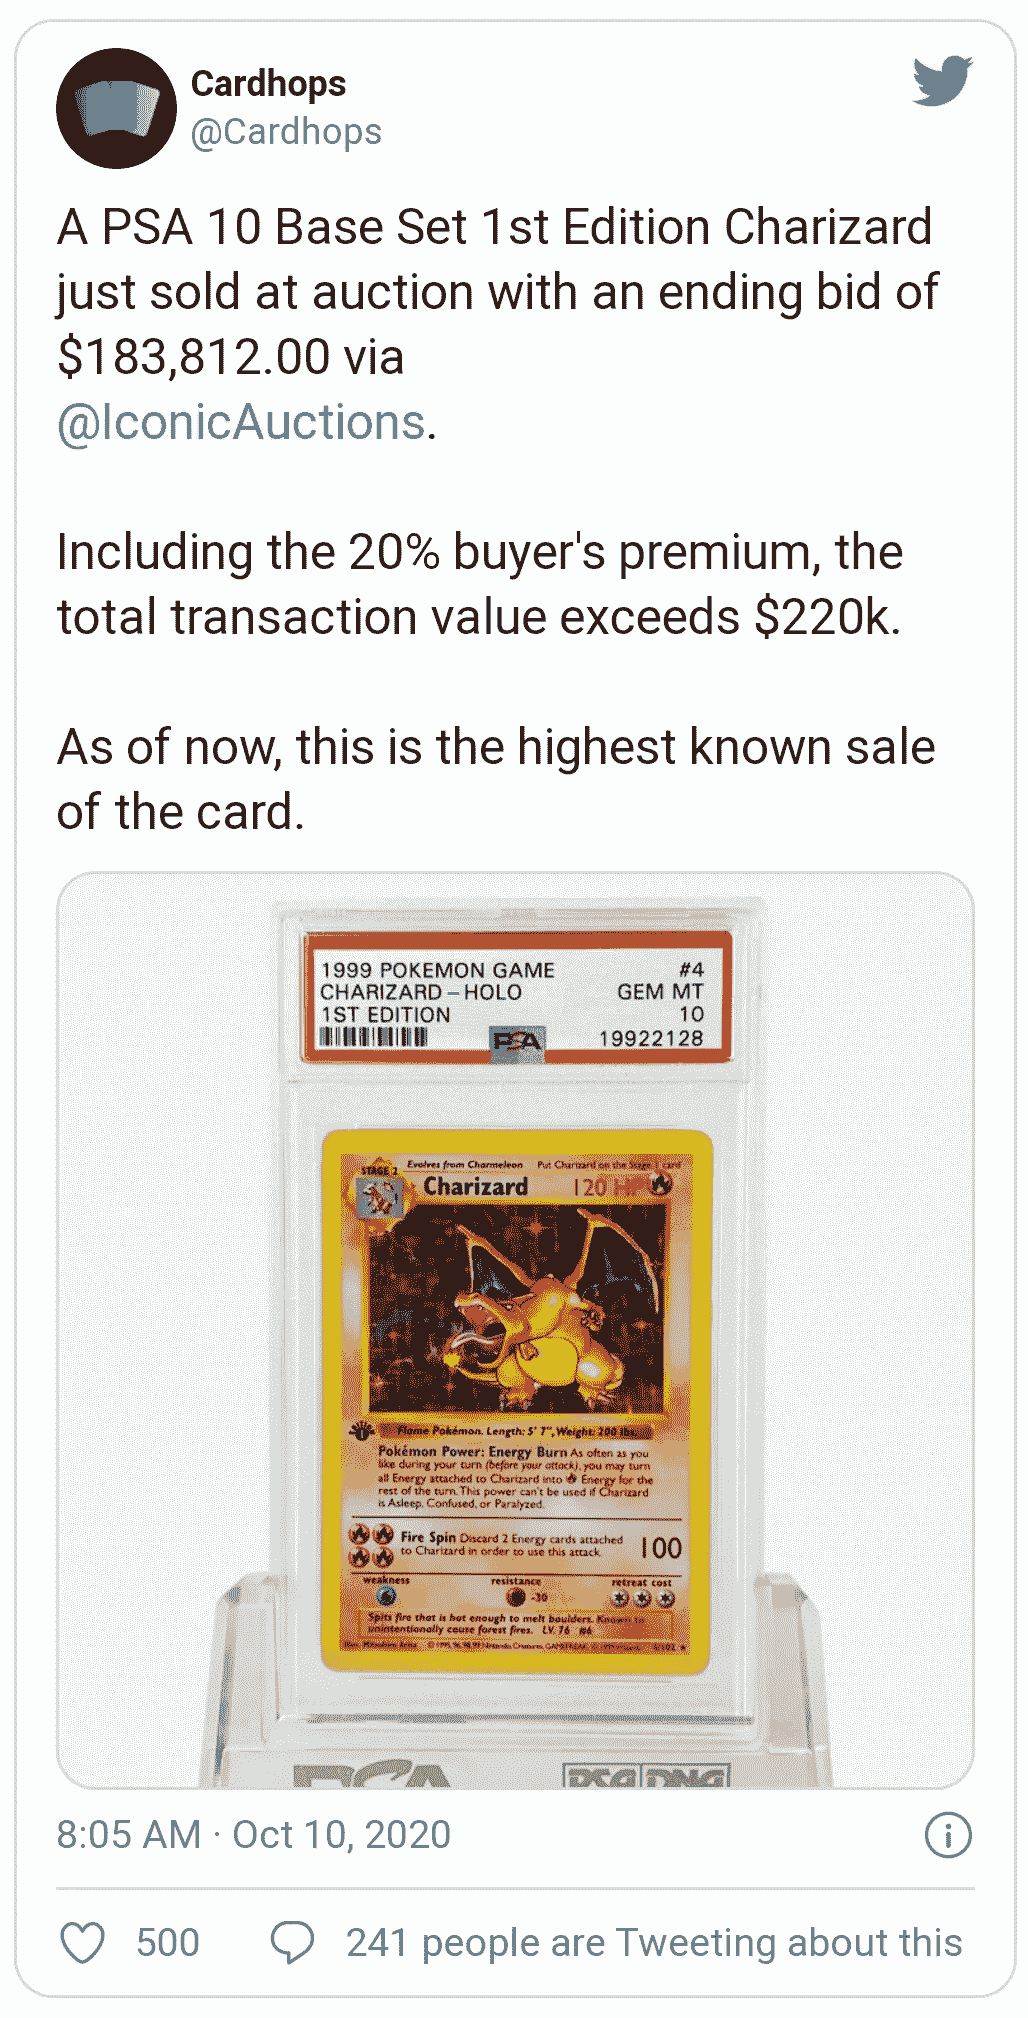 Cardhops
@Cardhops
A PSA 10 Base Set 1st Edition Charizard
just sold at auction with an ending bid of
$183,812.00 via
@IconicAuctions.
Including the 20% buyer's premium, the
total transaction value exceeds $220k.
As of now, this is the highest known sale
of the card.
1999 POKEMON GAME #4
CHARIZARD – HOLO GEM MT
1ST EDITION 10
PSA 19922128
STAGE 2 Evolves from Charmeleon Put Charizard on the Stage 1 card
Charizard 120 HP
Flame Pokémon. Length: 5' 7", Weight: 200 lbs.
Pokémon Power: Energy Burn As often as you
like during your turn (before your attack), you may turn
all Energy attached to Charizard into Energy for the
rest of the turn. This power can't be used if Charizard
is Asleep, Confused, or Paralyzed.
Fire Spin Discard 2 Energy cards attached
to Charizard in order to use this attack. 100
weakness resistance retreat cost
-30
Spits fire that is hot enough to melt boulders. Known to
unintentionally cause forest fires. LV. 76 #6
4/102
PSA PSA DNA
8:05 AM · Oct 10, 2020
500 241 people are Tweeting about this